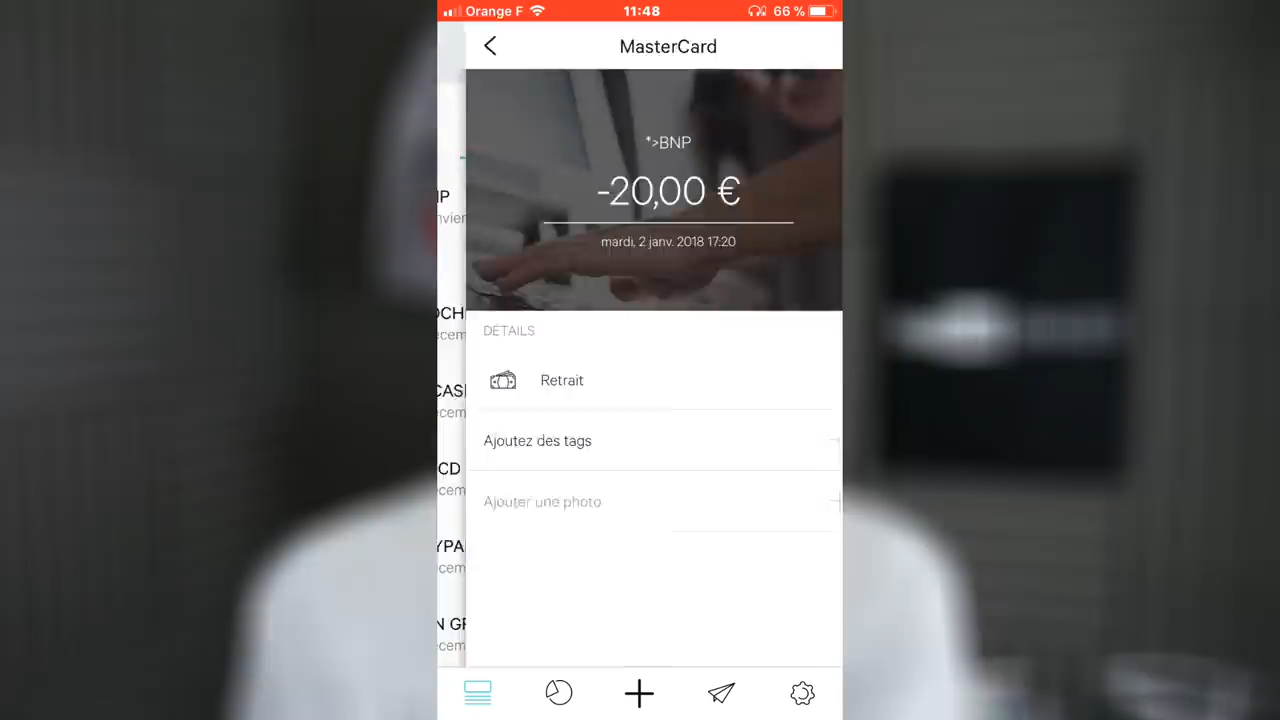 Orange F 11:48 66 %
MasterCard
*>BNP
-20,00 €
mardi, 2 janv. 2018 17:20
DÉTAILS
Retrait
Ajoutez des tags
Ajouter une photo